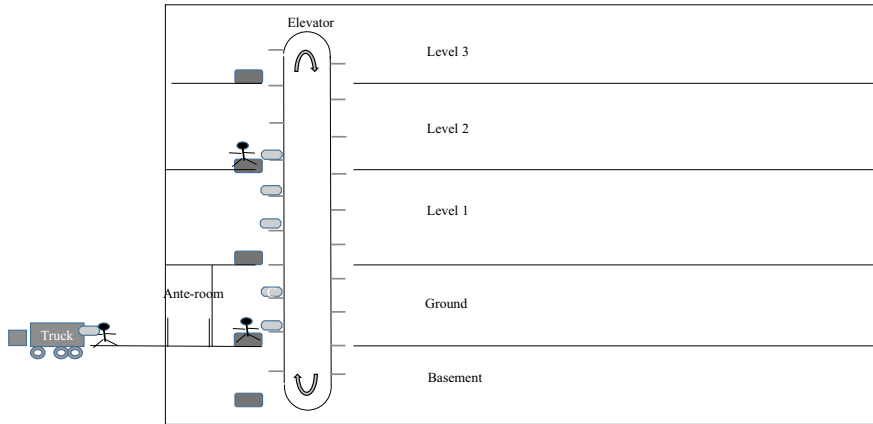 Elevator
Level 3
Level 2
Level 1
Ante-room
C
Ground
Truck
Basement